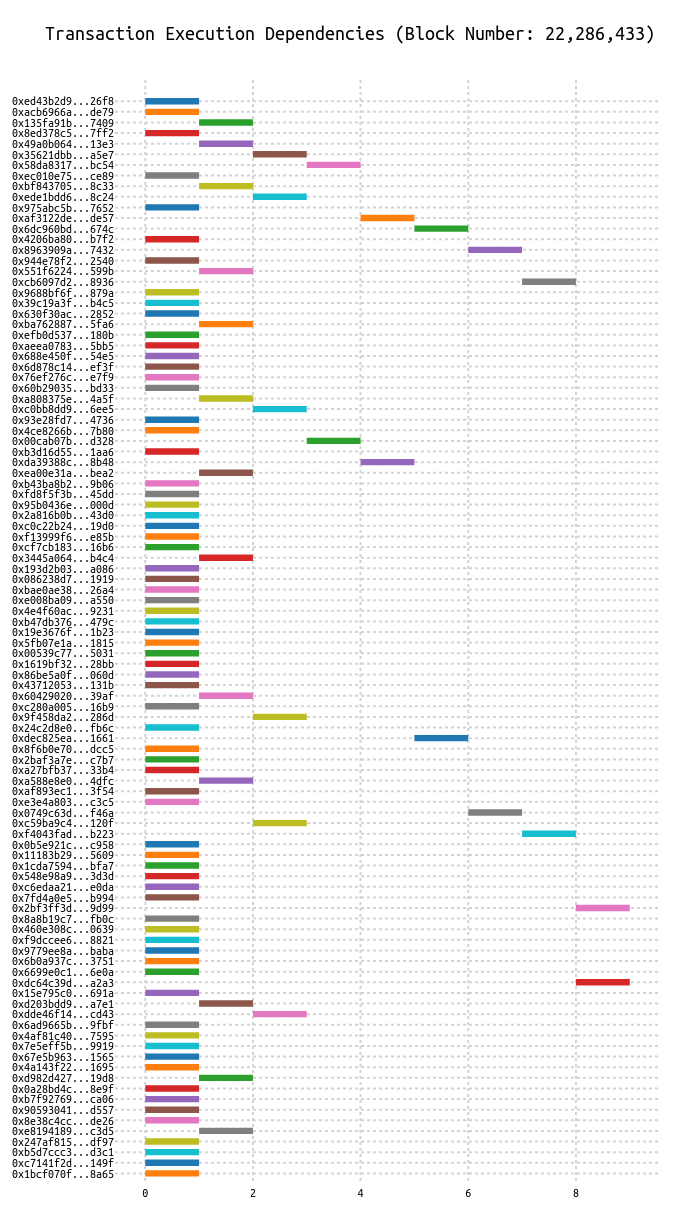 Transaction Execution Dependencies (Block Number: 22,286,433)
0xed43b2d9...26f8
0xacb6966a...de79
0x135fa91b...7409
0x8ed378c5...7ff2
0x49a0b064...13e3
0x35621dbb...a5e7
0x58da8317...bc54
0xec010e75...ce89
0xbf843705...8c33
0xede1bdd6...8c24
0x975abc5b...7652
0xaf3122de...de57
0x6dc960bd...674c
0x4206ba80...b7f2
0x8963909a...7432
0x944e78f2...2540
0x551f6224...599b
0xcb6097d2...8936
0x9688bf6f...879a
0x39c19a3f...b4c5
0x630f30ac...2852
0xba762887...5fa6
0xefb0d537...180b
0xaeea0783...5bb5
0x688e450f...54e5
0x6d878c14...ef3f
0x76ef276c...e7f9
0x60b29035...bd33
0xa808375e...4a5f
0xc0bb8dd9...6ee5
0x93e28fd7...4736
0x4ce8266b...7b80
0x00cab07b...d328
0xb3d16d55...1aa6
0xda39388c...8b48
0xea00e31a...bea2
0xb43ba8b2...9b06
0xfd8f5f3b...45dd
0x95b0436e...000d
0x2a816b0b...43d0
0xc0c22b24...19d0
0xf13999f6...e85b
0xcf7cb183...16b6
0x3445a064...b4c4
0x193d2b03...a086
0x086238d7...1919
0xbae0ae38...26a4
0xe008ba09...a550
0x4e4f60ac...9231
0xb47db376...479c
0x19e3676f...1b23
0x5fb07e1a...1815
0x00539c77...5031
0x1619bf32...28bb
0x86be5a0f...060d
0x43712053...131b
0x60429020...39af
0xc280a005...16b9
0x9f458da2...286d
0x24c2d8e0...fb6c
0xdec825ea...1661
0x8f6b0e70...dcc5
0x2baf3a7e...c7b7
0xa27bfb37...33b4
0xa588e8e0...4dfc
0xaf893ec1...3f54
0xe3e4a803...c3c5
0x0749c63d...f46a
0xc59ba9c4...120f
0xf4043fad...b223
0x0b5e921c...c958
0x11183b29...5609
0x1cda7594...bfa7
0x548e98a9...3d3d
0xc6edaa21...e0da
0x7fd4a0e5...b994
0x2bf3ff3d...9d99
0x8a8b19c7...fb0c
0x460e308c...0639
0xf9dccee6...8821
0x9779ee8a...baba
0x6b0a937c...3751
0x6699e0c1...6e0a
0xdc64c39d...a2a3
0x15e795c0...691a
0xd203bdd9...a7e1
0xdde46f14...cd43
0x6ad9665b...9fbf
0x4af81c40...7595
0x7e5eff5b...9919
0x67e5b963...1565
0x4a143f22...1695
0xd982d427...19d8
0x0a28bd4c...8e9f
0xb7f92769...ca06
0x90593041...d557
0x8e38c4cc...de26
0xe8194189...c3d5
0x247af815...df97
0xb5d7ccc3...d3c1
0xc7141f2d...149f
0x1bcf070f...8a65
0 2 4 6 8